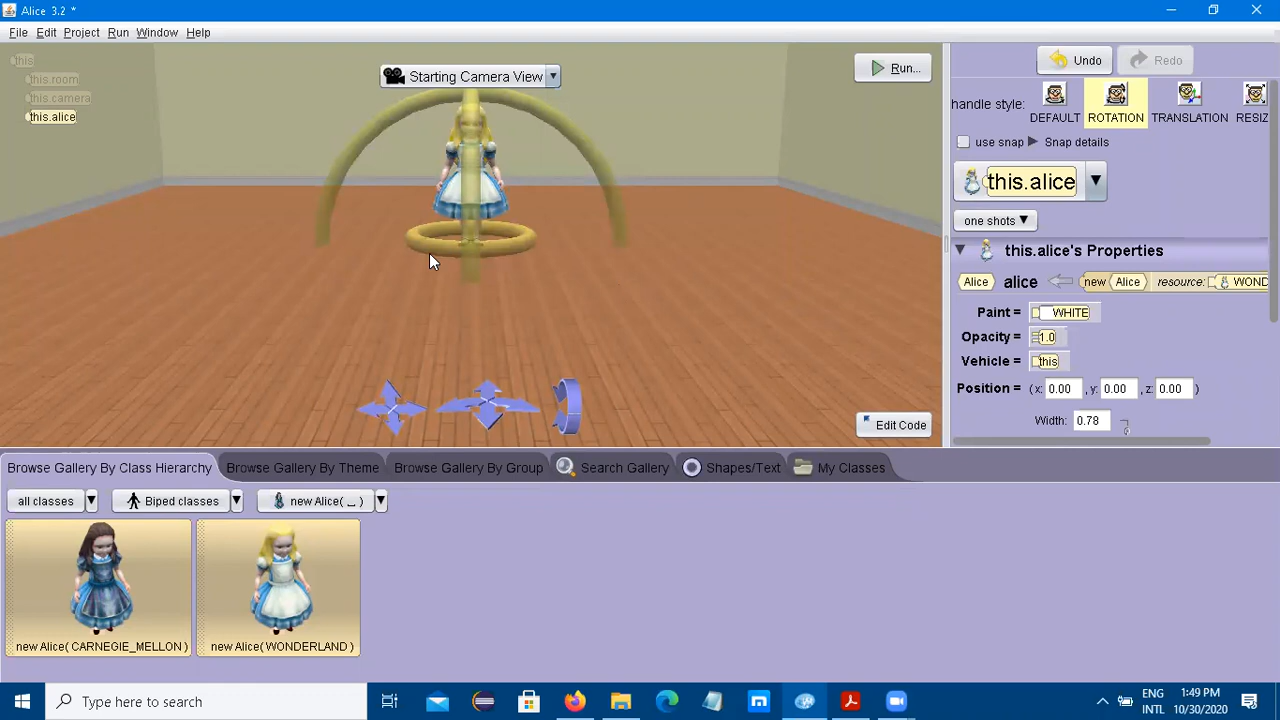 Alice 3.2 *
File Edit Project Run Window Help
this
this.room
this.camera
this.alice
Starting Camera View
Run...
Undo Redo
handle style: DEFAULT ROTATION TRANSLATION RESIZ
use snap Snap details
this.alice
one shots
this.alice's Properties
Alice alice new Alice resource: WOND
Paint = WHITE
Opacity = 1.0
Vehicle = this
Position = (x: 0.00 , y: 0.00 , z: 0.00 )
Width: 0.78
Edit Code
Browse Gallery By Class Hierarchy Browse Gallery By Theme Browse Gallery By Group Search Gallery Shapes/Text My Classes
all classes Biped classes new Alice( ⎵ )
new Alice( CARNEGIE_MELLON ) new Alice( WONDERLAND )
Type here to search
ENG 1:49 PM
INTL 10/30/2020